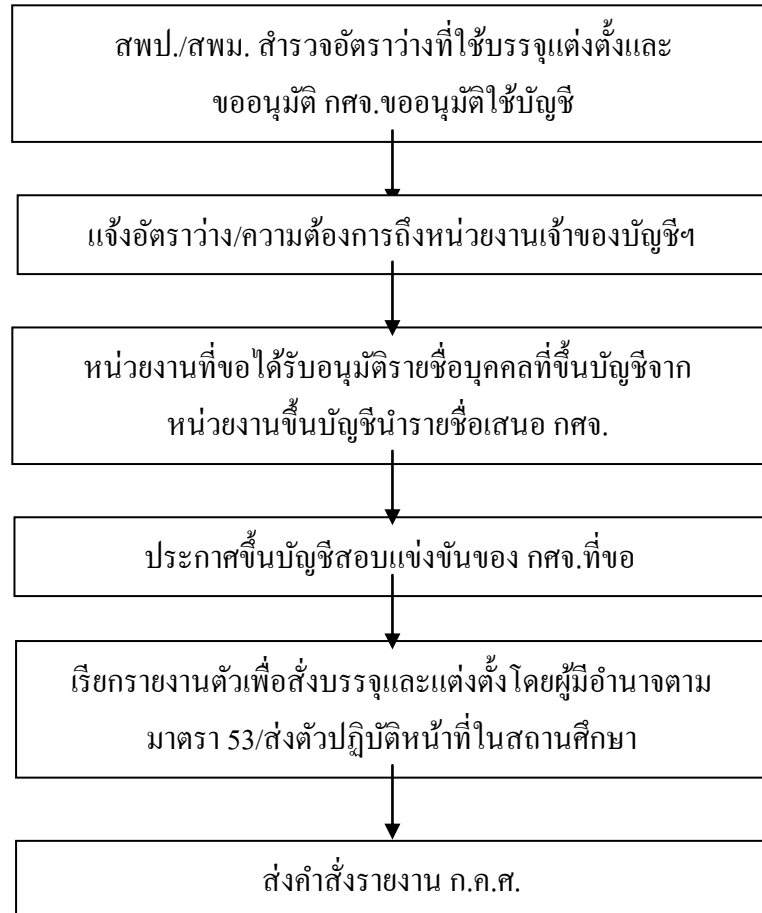 สพป./สพม. สำรวจอัตราว่างที่ใช้บรรจุแต่งตั้งและ
ขออนุมัติ กศจ.ขออนุมัติใช้บัญชี
แจ้งอัตราว่าง/ความต้องการถึงหน่วยงานเจ้าของบัญชีฯ
หน่วยงานที่ขอได้รับอนุมัติรายชื่อบุคคลที่ขึ้นบัญชีจาก
หน่วยงานขึ้นบัญชีนำรายชื่อเสนอ กศจ.
ประกาศขึ้นบัญชีสอบแข่งขันของ กศจ.ที่ขอ
เรียกรายงานตัวเพื่อสั่งบรรจุและแต่งตั้งโดยผู้มีอำนาจตาม
มาตรา 53/ส่งตัวปฏิบัติหน้าที่ในสถานศึกษา
ส่งคำสั่งรายงาน ก.ค.ศ.